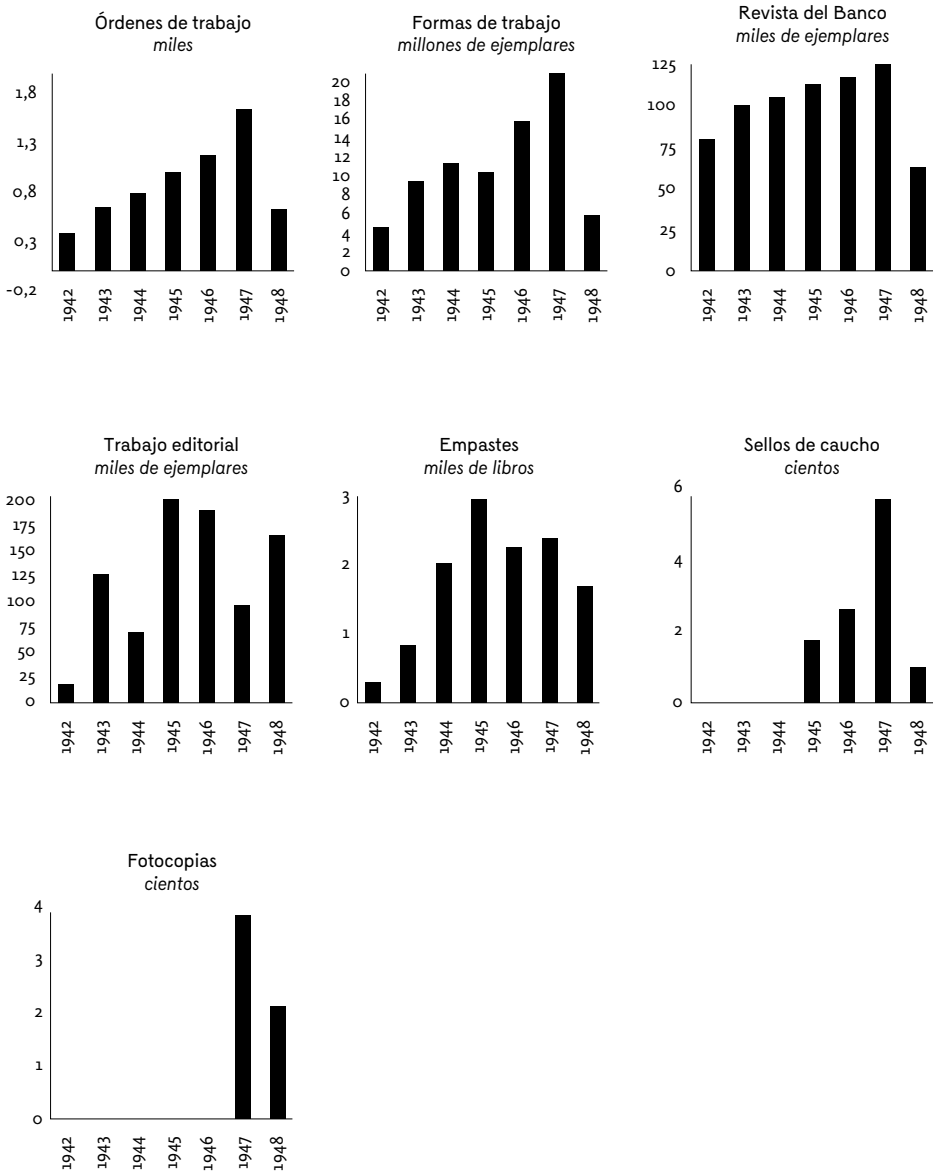 Órdenes de trabajo
miles
1,8
1,3
0,8
0,3
-0,2
1942 1943 1944 1945 1946 1947 1948
Formas de trabajo
millones de ejemplares
20
18
16
14
12
10
8
6
4
2
0
1942 1943 1944 1945 1946 1947 1948
Revista del Banco
miles de ejemplares
125
100
75
50
25
0
1942 1943 1944 1945 1946 1947 1948
Trabajo editorial
miles de ejemplares
200
175
150
125
100
75
50
25
0
1942 1943 1944 1945 1946 1947 1948
Empastes
miles de libros
3
2
1
0
1942 1943 1944 1945 1946 1947 1948
Sellos de caucho
cientos
6
4
2
0
1942 1943 1944 1945 1946 1947 1948
Fotocopias
cientos
4
3
2
1
0
1942 1943 1944 1945 1946 1947 1948